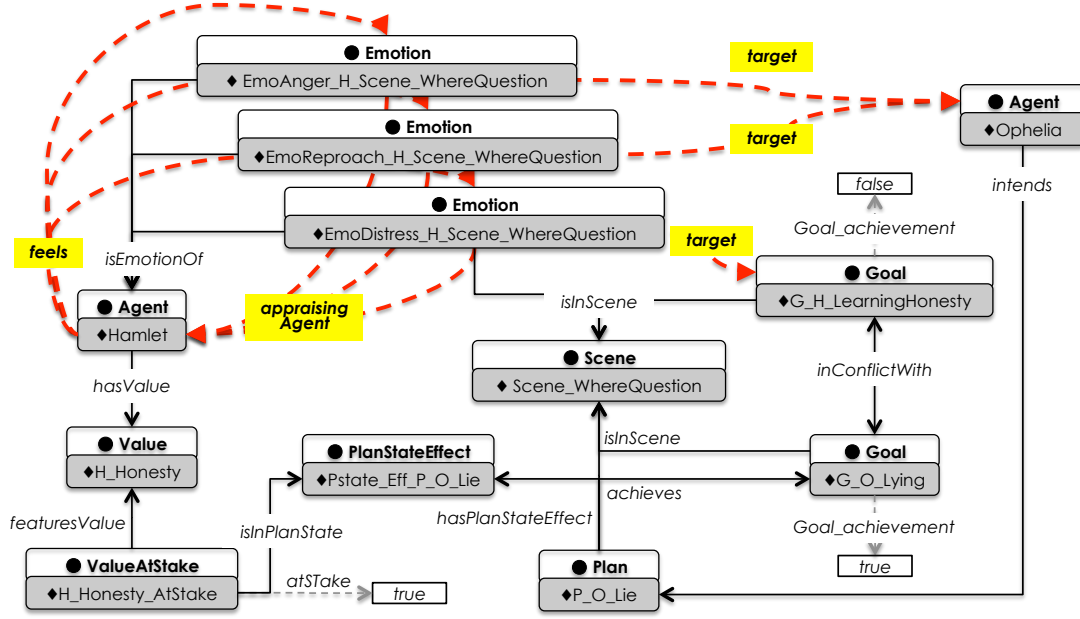 ● Emotion
♦ EmoAnger_H_Scene_WhereQuestion
target
● Agent
♦Ophelia
● Emotion
♦EmoReproach_H_Scene_WhereQuestion
target
intends
false
Goal_achievement
● Emotion
♦EmoDistress_H_Scene_WhereQuestion
target
feels
isEmotionOf
● Goal
♦G_H_LearningHonesty
● Agent
♦Hamlet
appraising
Agent
isInScene
● Scene
♦ Scene_WhereQuestion
inConflictWith
hasValue
● Value
♦H_Honesty
● PlanStateEffect
♦Pstate_Eff_P_O_Lie
isInScene
● Goal
♦G_O_Lying
achieves
featuresValue
isInPlanState
hasPlanStateEffect
Goal_achievement
● ValueAtStake
♦H_Honesty_AtStake
atSTake
true
● Plan
♦P_O_Lie
true